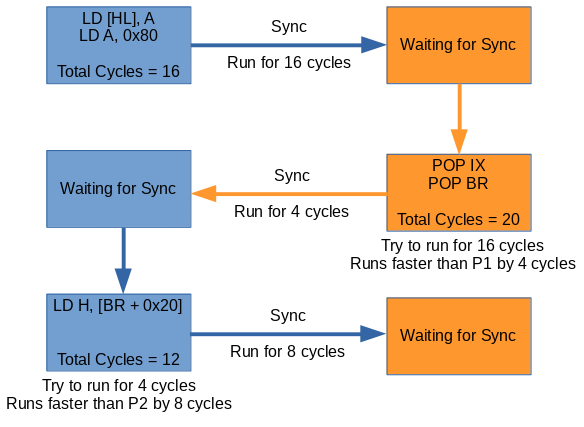 LD [HL], A
LD A, 0x80
Total Cycles = 16
Sync
Run for 16 cycles
Waiting for Sync
Waiting for Sync
Sync
Run for 4 cycles
POP IX
POP BR
Total Cycles = 20
Try to run for 16 cycles
Runs faster than P1 by 4 cycles
LD H, [BR + 0x20]
Total Cycles = 12
Try to run for 4 cycles
Runs faster than P2 by 8 cycles
Sync
Run for 8 cycles
Waiting for Sync